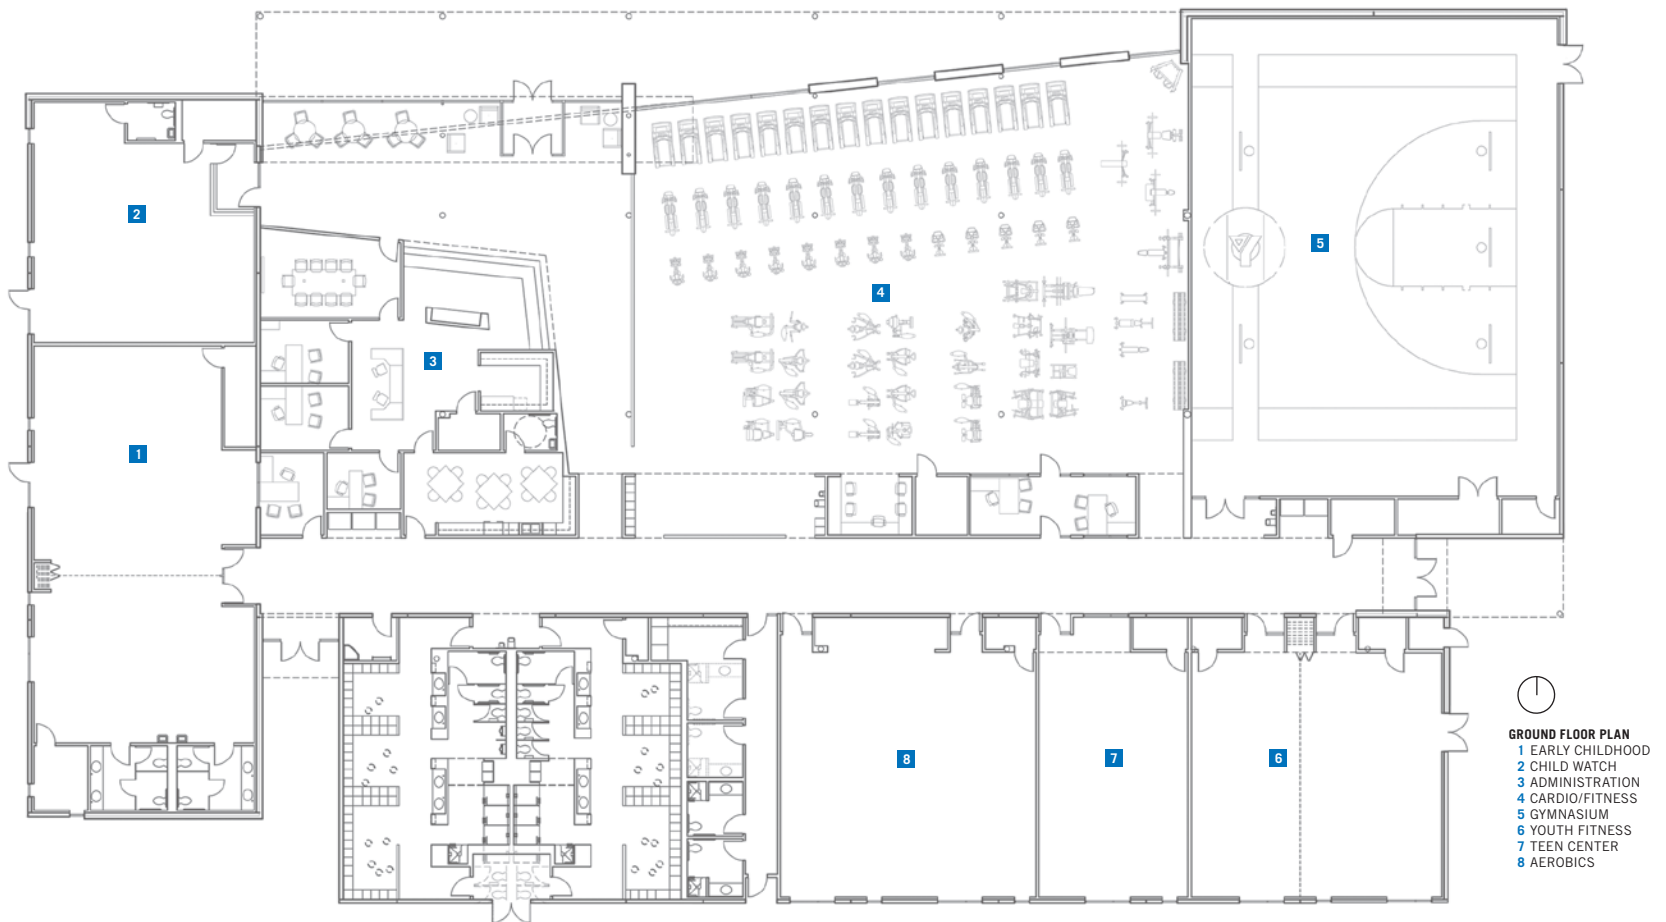 2
5
4
3
1
8
7
6
GROUND FLOOR PLAN
1 EARLY CHILDHOOD
2 CHILD WATCH
3 ADMINISTRATION
4 CARDIO/FITNESS
5 GYMNASIUM
6 YOUTH FITNESS
7 TEEN CENTER
8 AEROBICS